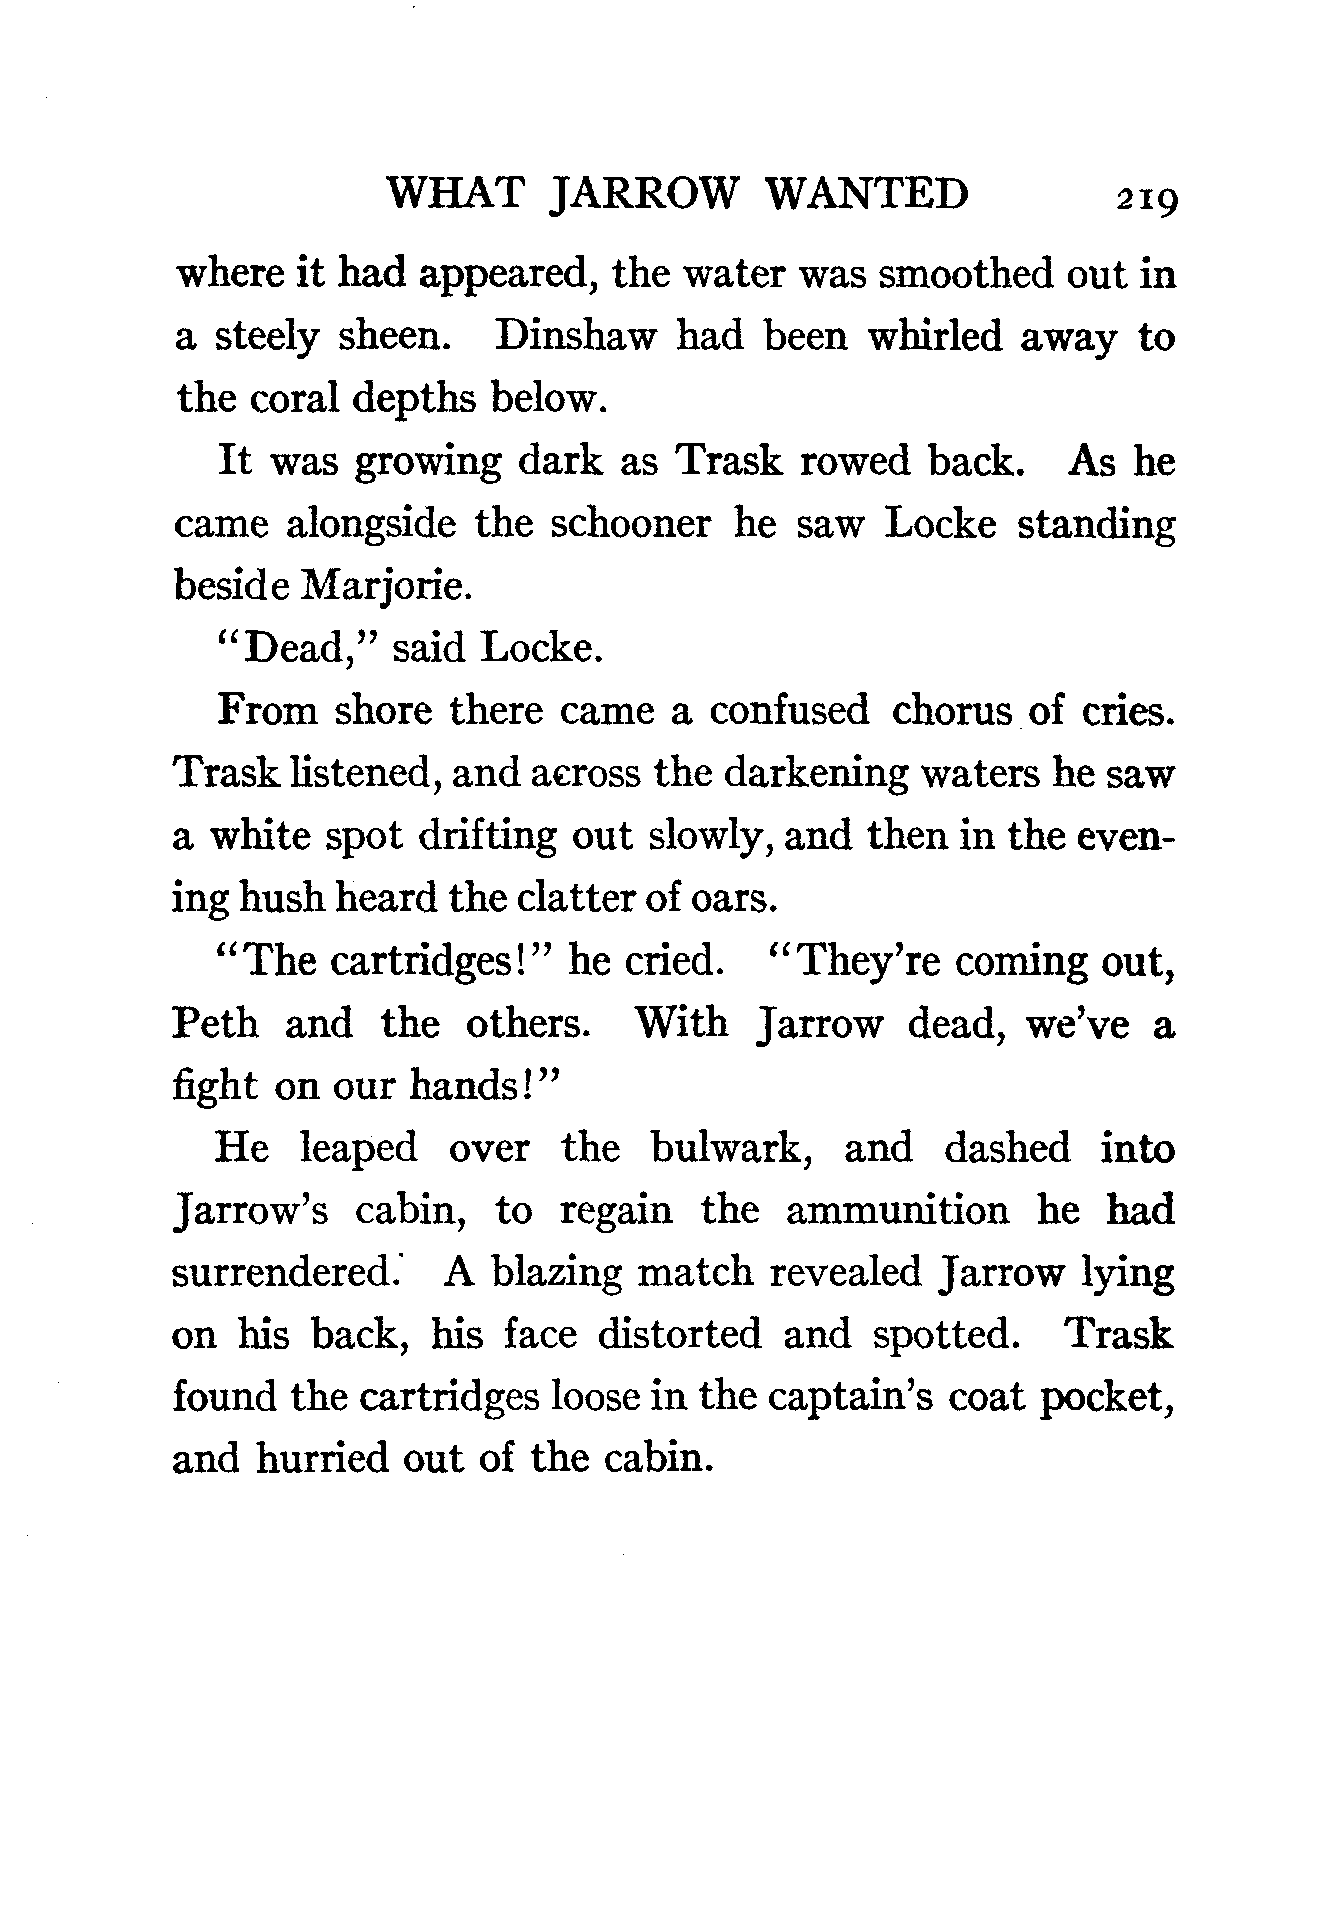 WHAT JARROW WANTED 219
where it had appeared, the water was smoothed out in
a steely sheen. Dinshaw had been whirled away to
the coral depths below.
It was growing dark as Trask rowed back. As he
came alongside the schooner he saw Locke standing
beside Marjorie.
“Dead,” said Locke.
From shore there came a confused chorus of cries.
Trask listened, and across the darkening waters he saw
a white spot drifting out slowly, and then in the even-
ing hush heard the clatter of oars.
“The cartridges!” he cried. “They’re coming out,
Peth and the others. With Jarrow dead, we’ve a
fight on our hands!”
He leaped over the bulwark, and dashed into
Jarrow’s cabin, to regain the ammunition he had
surrendered. A blazing match revealed Jarrow lying
on his back, his face distorted and spotted. Trask
found the cartridges loose in the captain’s coat pocket,
and hurried out of the cabin.